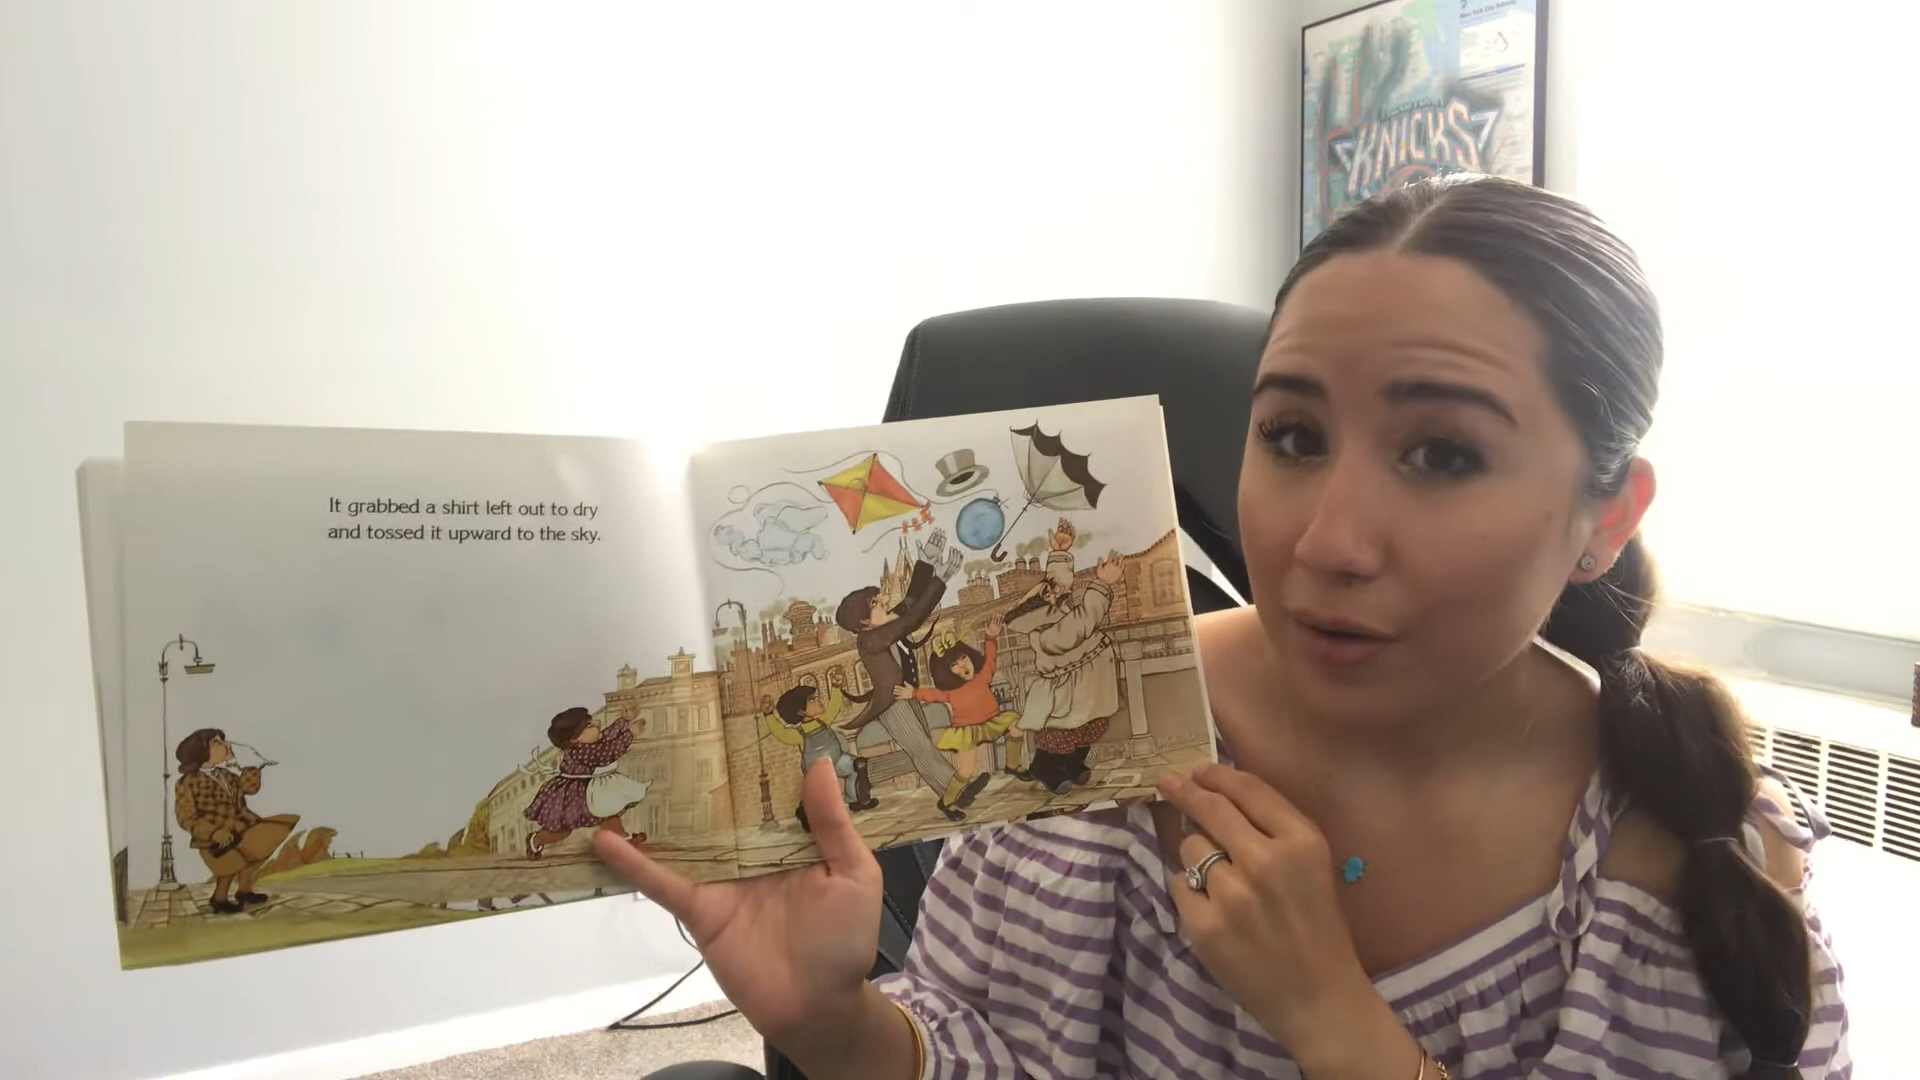 It grabbed a shirt left out to dry
and tossed it upward to the sky.
KNICKS